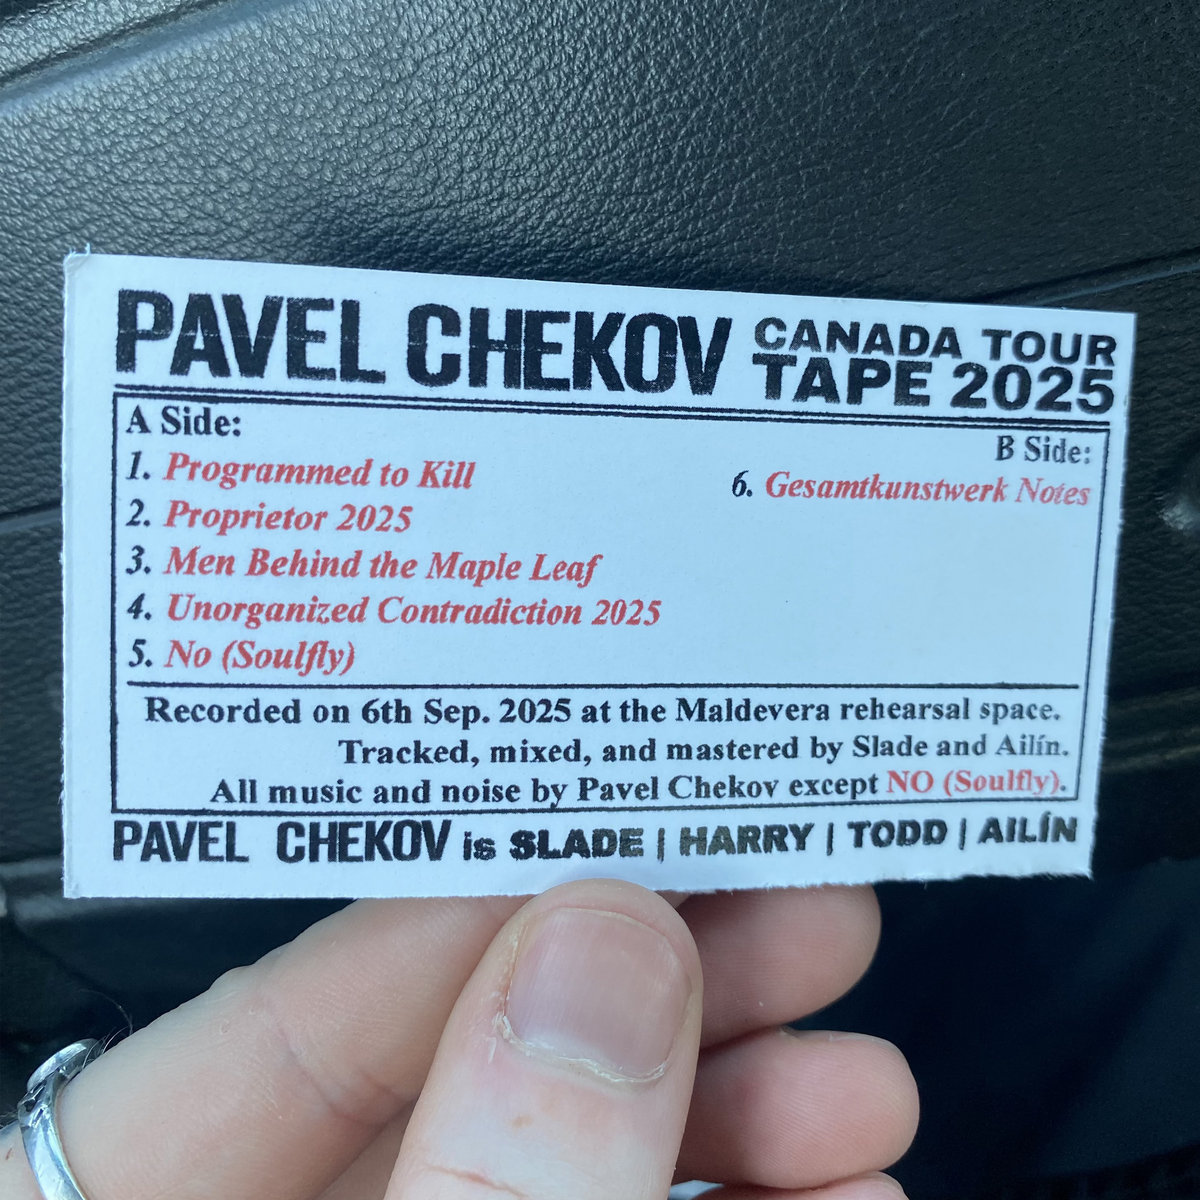 PAVEL CHEKOV CANADA TOUR
TAPE 2025
A Side:
1. Programmed to Kill
2. Proprietor 2025
3. Men Behind the Maple Leaf
4. Unorganized Contradiction 2025
5. No (Soulfly)
B Side:
6. Gesamtkunstwerk Notes
Recorded on 6th Sep. 2025 at the Maldevera rehearsal space.
Tracked, mixed, and mastered by Slade and Ailín.
All music and noise by Pavel Chekov except NO (Soulfly).
PAVEL CHEKOV is SLADE | HARRY | TODD | AILÍN